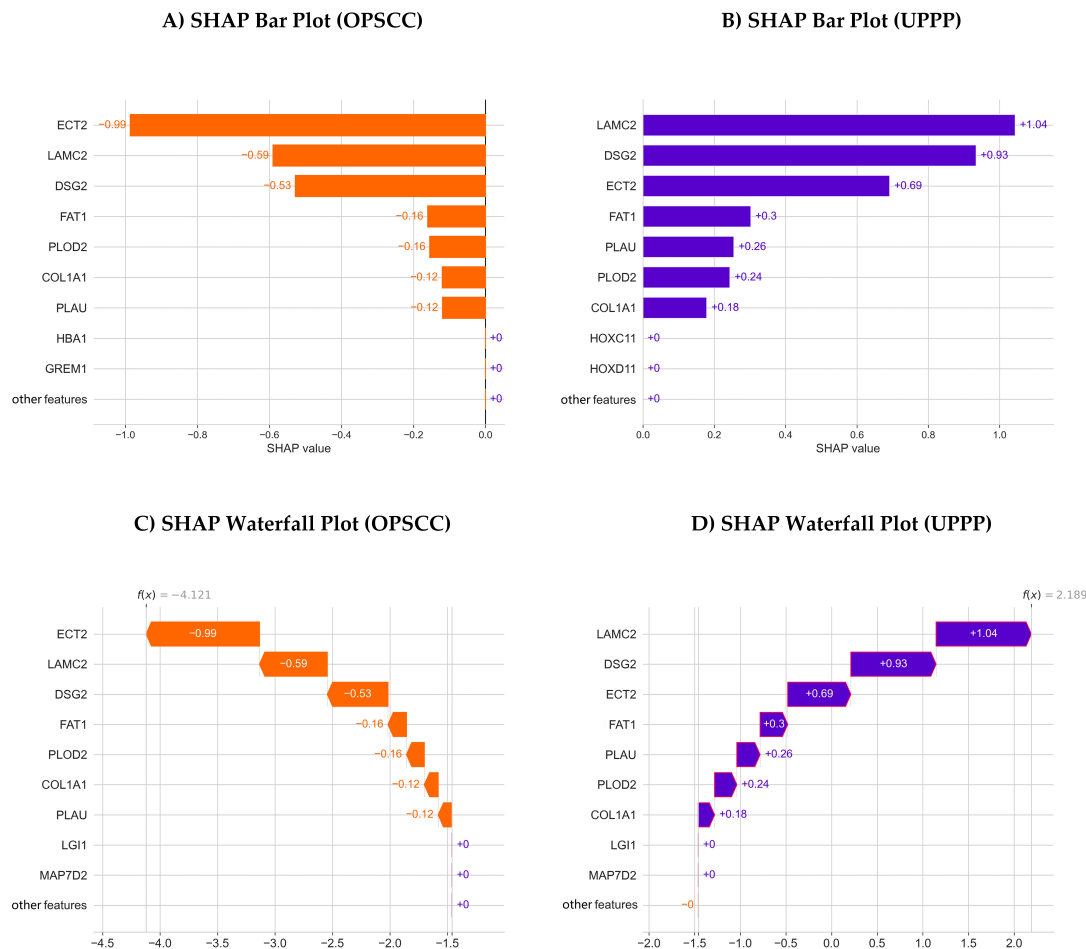 A) SHAP Bar Plot (OPSCC)
ECT2
−0.99
LAMC2
−0.59
DSG2
−0.53
FAT1
−0.16
PLOD2
−0.16
COL1A1
−0.12
PLAU
−0.12
HBA1
+0
GREM1
+0
other features
+0
−1.0 −0.8 −0.6 −0.4 −0.2 0.0
SHAP value
B) SHAP Bar Plot (UPPP)
LAMC2
+1.04
DSG2
+0.93
ECT2
+0.69
FAT1
+0.3
PLAU
+0.26
PLOD2
+0.24
COL1A1
+0.18
HOXC11
+0
HOXD11
+0
other features
+0
0.0 0.2 0.4 0.6 0.8 1.0
SHAP value
C) SHAP Waterfall Plot (OPSCC)
f(x) = −4.121
ECT2
−0.99
LAMC2
−0.59
DSG2
−0.53
FAT1
−0.16
PLOD2
−0.16
COL1A1
−0.12
PLAU
−0.12
LGI1
+0
MAP7D2
+0
other features
+0
−4.5 −4.0 −3.5 −3.0 −2.5 −2.0 −1.5
D) SHAP Waterfall Plot (UPPP)
f(x) = 2.189
LAMC2
+1.04
DSG2
+0.93
ECT2
+0.69
FAT1
+0.3
PLAU
+0.26
PLOD2
+0.24
COL1A1
+0.18
LGI1
+0
MAP7D2
+0
other features
−0
−2.0 −1.5 −1.0 −0.5 0.0 0.5 1.0 1.5 2.0